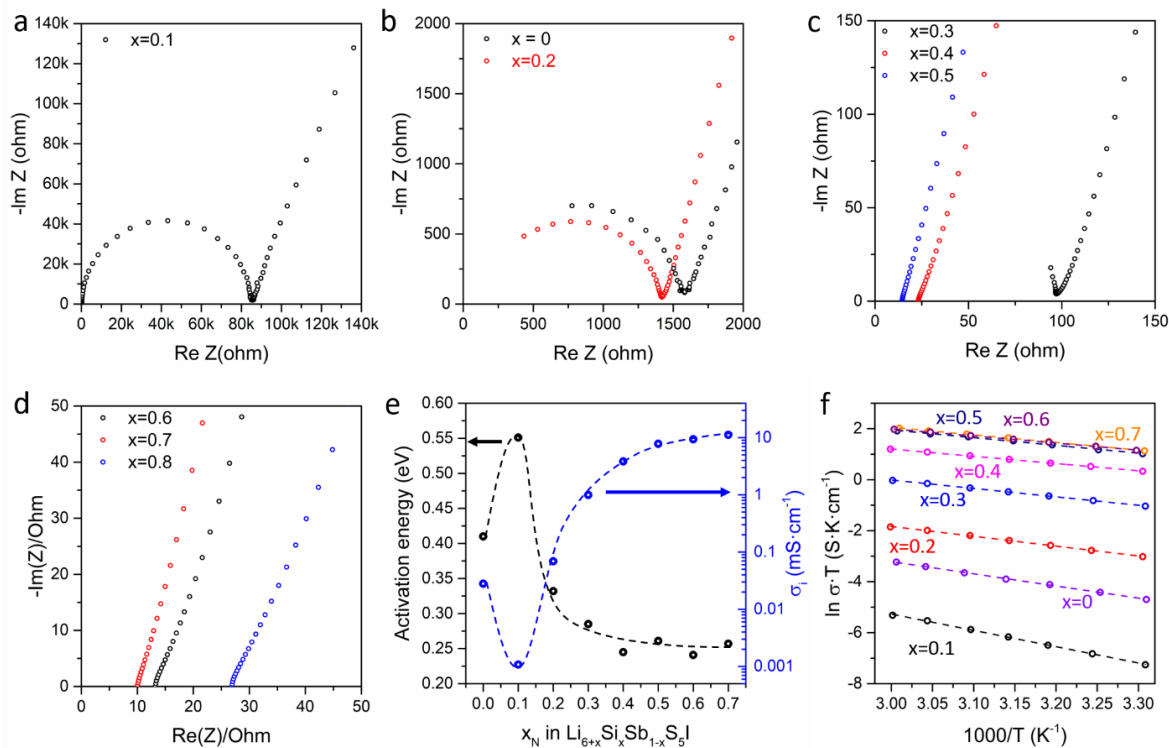 a
x=0.1
-Im Z (ohm)
140k
120k
100k
80k
60k
40k
20k
0
0 20k 40k 60k 80k 100k 120k 140k
Re Z(ohm)
b
x = 0
x=0.2
-Im Z (ohm)
2000
1500
1000
500
0
0 500 1000 1500 2000
Re Z (ohm)
c
x=0.3
x=0.4
x=0.5
-Im Z (ohm)
150
100
50
0
0 50 100 150
Re Z (ohm)
d
x=0.6
x=0.7
x=0.8
-Im(Z)/Ohm
50
40
30
20
10
0
0 10 20 30 40 50
Re(Z)/Ohm
e
Activation energy (eV)
0.60
0.55
0.50
0.45
0.40
0.35
0.30
0.25
0.20
0.0 0.1 0.2 0.3 0.4 0.5 0.6 0.7
x_N in Li₆₊ₓSiₓSb₁₋ₓS₅I
10
1
0.1
0.01
0.001
σᵢ (mS·cm⁻¹)
f
ln σ·T (S·K·cm⁻¹)
4
2
0
-2
-4
-6
-8
x=0.5
x=0.6
x=0.7
x=0.4
x=0.3
x=0.2
x=0
x=0.1
3.00 3.05 3.10 3.15 3.20 3.25 3.30
1000/T (K⁻¹)